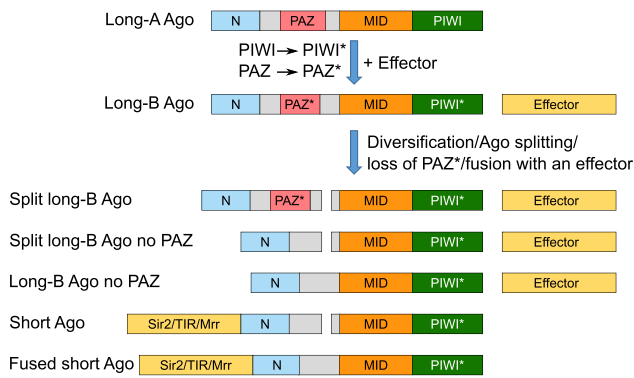 Long-A Ago N PAZ MID PIWI
PIWI → PIWI*
PAZ → PAZ*
+ Effector
Long-B Ago N PAZ* MID PIWI* Effector
Diversification/Ago splitting/
loss of PAZ*/fusion with an effector
Split long-B Ago N PAZ* MID PIWI* Effector
Split long-B Ago no PAZ N MID PIWI* Effector
Long-B Ago no PAZ N MID PIWI* Effector
Short Ago Sir2/TIR/Mrr N MID PIWI*
Fused short Ago Sir2/TIR/Mrr N MID PIWI*